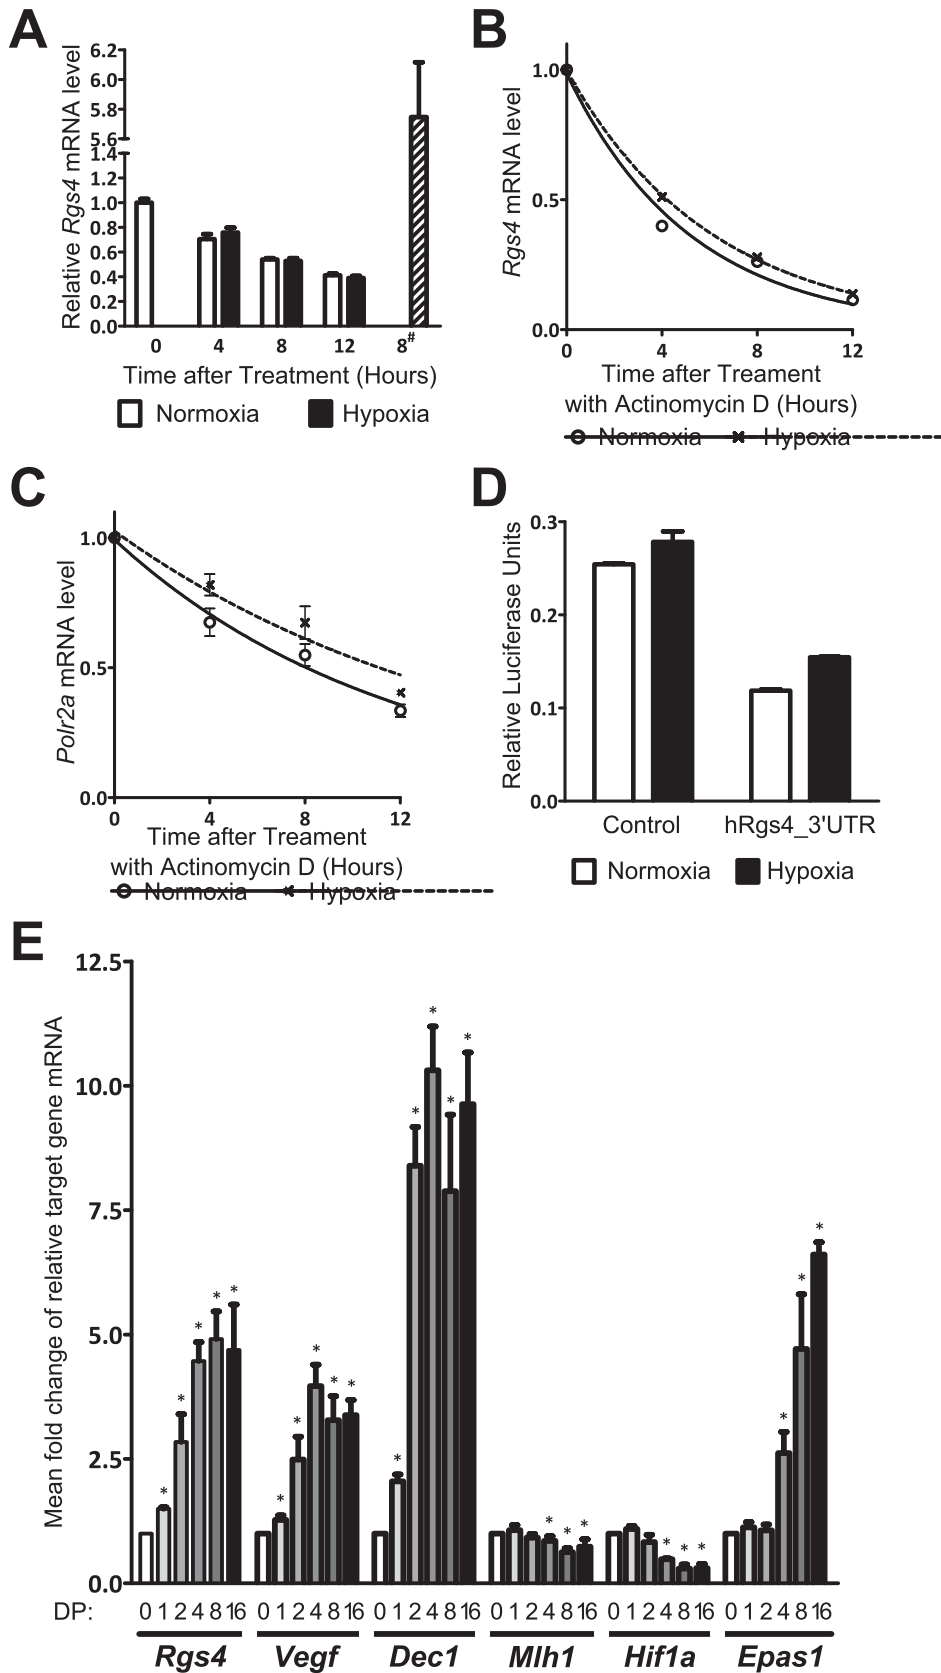 A
Relative Rgs4 mRNA level
6.2
6.0
5.8
5.6
1.4
1.2
1.0
0.8
0.6
0.4
0.2
0.0
0 4 8 12 8#
Time after Treatment (Hours)
Normoxia Hypoxia
B
Rgs4 mRNA level
1.0
0.5
0.0
0 4 8 12
Time after Treament
with Actinomycin D (Hours)
Normoxia Hypoxia
C
Polr2a mRNA level
1.0
0.5
0.0
0 4 8 12
Time after Treament
with Actinomycin D (Hours)
Normoxia Hypoxia
D
Relative Luciferase Units
0.3
0.2
0.1
0.0
Control hRgs4_3'UTR
Normoxia Hypoxia
E
Mean fold change of relative target gene mRNA
12.5
10.0
7.5
5.0
2.5
0.0
* * * * * * * * * * * * * * * * * * * * * * * * 
DP: 0 1 2 4 8 16 0 1 2 4 8 16 0 1 2 4 8 16 0 1 2 4 8 16 0 1 2 4 8 16 0 1 2 4 8 16
Rgs4 Vegf Dec1 Mlh1 Hif1a Epas1